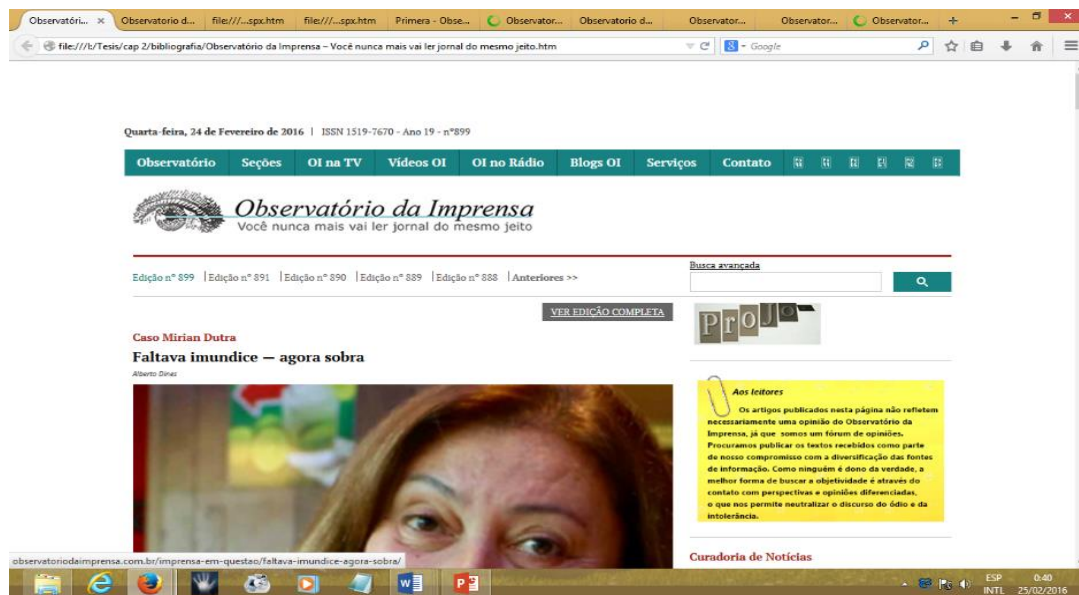 Observatóri...
Observatorio d...
file:///...spx.htm
file:///...spx.htm
Primera - Obse...
Observator...
Observatorio d...
Observator...
Observator...
Observator...
file:///E:/Tesis/cap 2/bibliografia/Observatório da Imprensa – Você nunca mais vai ler jornal do mesmo jeito.htm
Google
Quarta-feira, 24 de Fevereiro de 2016 | ISSN 1519-7670 - Ano 19 - nº899
Observatório Seções OI na TV Vídeos OI OI no Rádio Blogs OI Serviços Contato
Observatório da Imprensa
Você nunca mais vai ler jornal do mesmo jeito
Busca avançada
Edição nº 899 | Edição nº 891 | Edição nº 890 | Edição nº 889 | Edição nº 888 | Anteriores >>
VER EDIÇÃO COMPLETA
ProJo
Caso Mirian Dutra
Faltava imundice — agora sobra
Alberto Dines
Aos leitores
Os artigos publicados nesta página não refletem
necessariamente uma opinião do Observatório da
Imprensa, já que somos um fórum de opiniões.
Procuramos publicar os textos recebidos como parte
de nosso compromisso com a diversificação das fontes
de informação. Como ninguém é dono da verdade, a
melhor forma de buscar a objetividade é através do
contato com perspectivas e opiniões diferenciadas,
o que nos permite neutralizar o discurso do ódio e da
intolerância.
Curadoria de Notícias
observatoriodaimprensa.com.br/imprensa-em-questao/faltava-imundice-agora-sobra/
ESP
INTL
0:40
25/02/2016